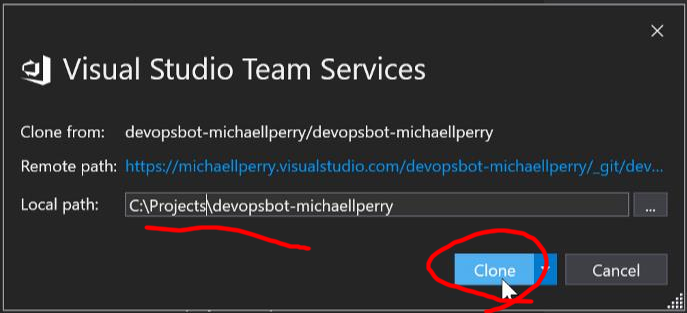 Visual Studio Team Services
Clone from: devopsbot-michaellperry/devopsbot-michaellperry
Remote path: https://michaellperry.visualstudio.com/devopsbot-michaellperry/_git/dev...
Local path: C:\Projects\devopsbot-michaellperry ...
Clone Cancel